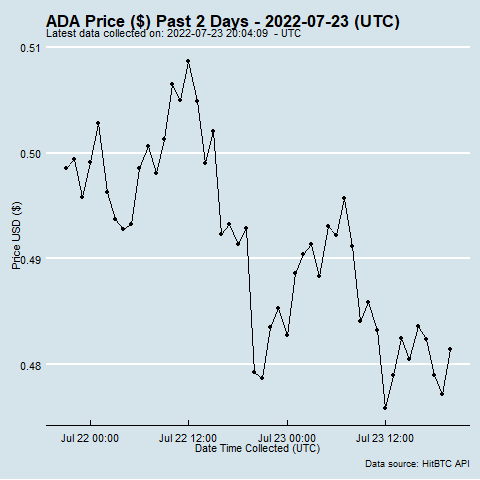 ADA Price ($) Past 2 Days - 2022-07-23 (UTC)
Latest data collected on: 2022-07-23 20:04:09  - UTC
0.51
0.50
0.49
0.48
Price USD ($)
Jul 22 00:00 Jul 22 12:00 Jul 23 00:00 Jul 23 12:00
Date Time Collected (UTC)
Data source: HitBTC API